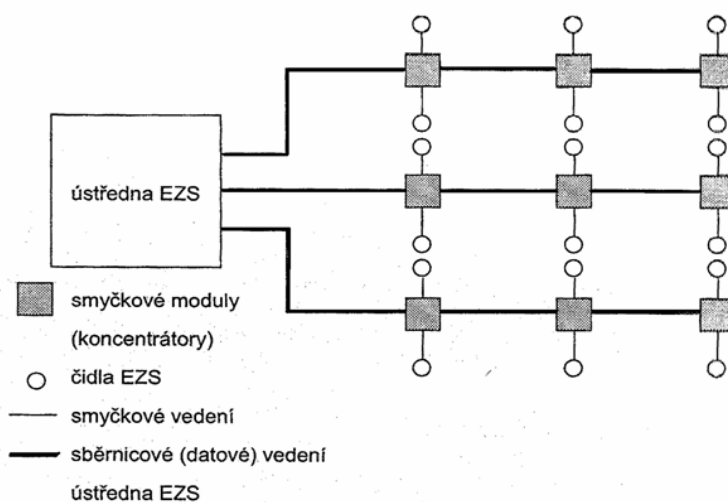 ústředna EZS
smyčkové moduly
(koncentrátory)
čidla EZS
smyčkové vedení
sběrnicové (datové) vedení
ústředna EZS